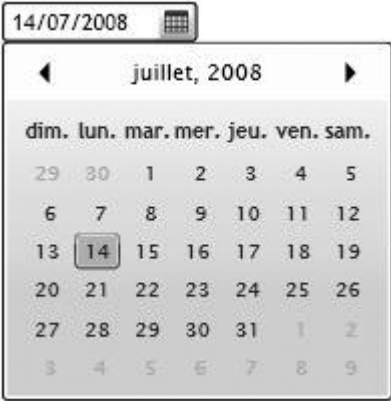 14/07/2008
juillet, 2008
dim. lun. mar. mer. jeu. ven. sam.
29 30 1 2 3 4 5
6 7 8 9 10 11 12
13 14 15 16 17 18 19
20 21 22 23 24 25 26
27 28 29 30 31 1 2
3 4 5 6 7 8 9